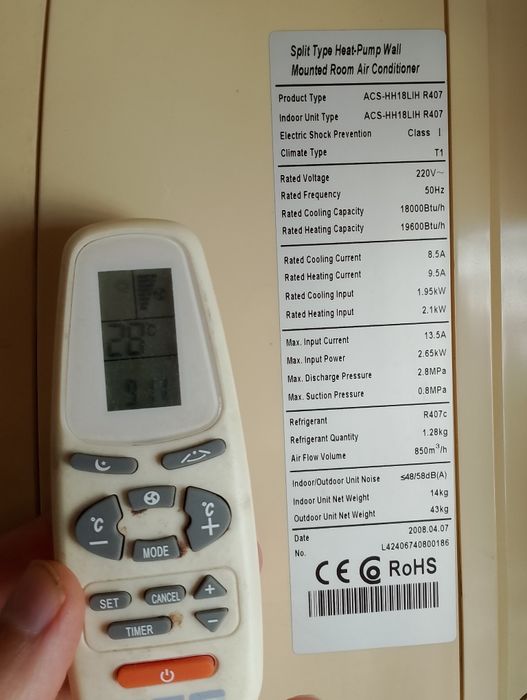 Split Type Heat-Pump Wall
Mounted Room Air Conditioner
Product Type ACS-HH18LIH R407
Indoor Unit Type ACS-HH18LIH R407
Electric Shock Prevention Class I
Climate Type T1
Rated Voltage 220V~
Rated Frequency 50Hz
Rated Cooling Capacity 18000Btu/h
Rated Heating Capacity 19600Btu/h
Rated Cooling Current 8.5A
Rated Heating Current 9.5A
Rated Cooling Input 1.95kW
Rated Heating Input 2.1kW
Max. Input Current 13.5A
Max. Input Power 2.65kW
Max. Discharge Pressure 2.8MPa
Max. Suction Pressure 0.8MPa
Refrigerant R407c
Refrigerant Quantity 1.28kg
Air Flow Volume 850m³/h
Indoor/Outdoor Unit Noise ≤48/58dB(A)
Indoor Unit Net Weight 14kg
Outdoor Unit Net Weight 43kg
Date 2008.04.07
No. L42406740800186
CE RoHS
28°C
°C
°C
−
+
MODE
SET CANCEL +
TIMER −